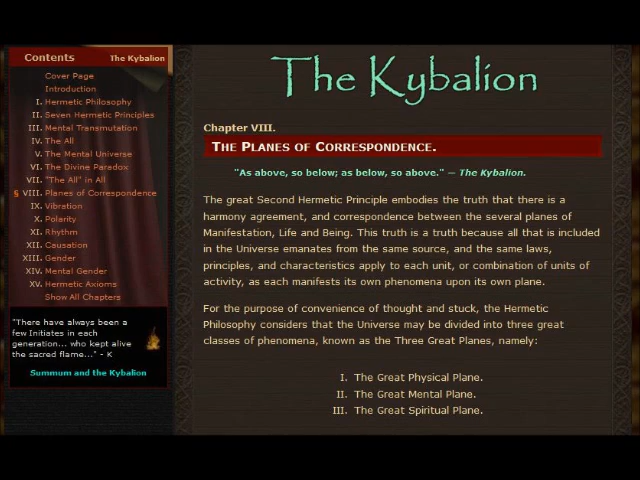 Contents The Kybalion
Cover Page
Introduction
I. Hermetic Philosophy
II. Seven Hermetic Principles
III. Mental Transmutation
IV. The All
V. The Mental Universe
VI. The Divine Paradox
VII. "The All" in All
§ VIII. Planes of Correspondence
IX. Vibration
X. Polarity
XI. Rhythm
XII. Causation
XIII. Gender
XIV. Mental Gender
XV. Hermetic Axioms
Show All Chapters
"There have always been a
few Initiates in each
generation... who kept alive
the sacred flame..." - K
Summum and the Kybalion
The Kybalion
Chapter VIII.
The Planes of Correspondence.
"As above, so below; as below, so above." — The Kybalion.
The great Second Hermetic Principle embodies the truth that there is a
harmony agreement, and correspondence between the several planes of
Manifestation, Life and Being. This truth is a truth because all that is included
in the Universe emanates from the same source, and the same laws,
principles, and characteristics apply to each unit, or combination of units of
activity, as each manifests its own phenomena upon its own plane.
For the purpose of convenience of thought and stuck, the Hermetic
Philosophy considers that the Universe may be divided into three great
classes of phenomena, known as the Three Great Planes, namely:
I. The Great Physical Plane.
II. The Great Mental Plane.
III. The Great Spiritual Plane.